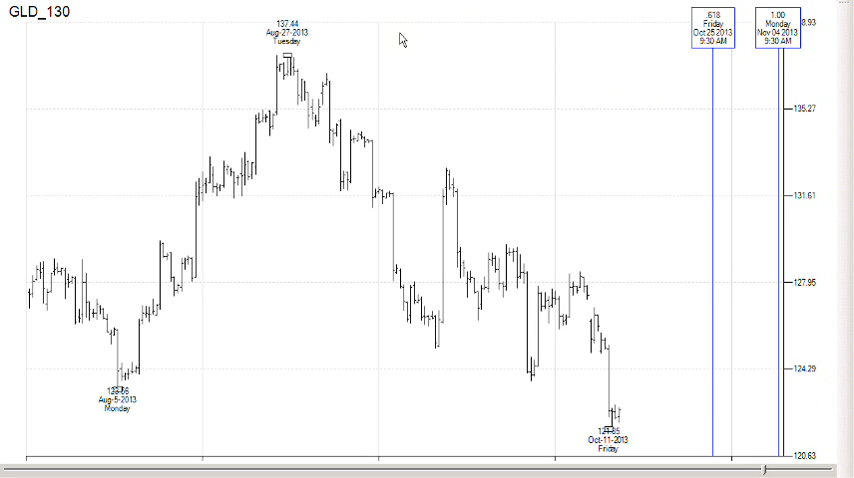 GLD_130
137.44
Aug-27-2013
Tuesday
.618
Friday
Oct 25 2013
9:30 AM
1.00
Monday
Nov 04 2013
9:30 AM
8.93
135.27
131.61
127.95
124.29
120.63
Aug-5-2013
Monday
Oct-11-2013
Friday